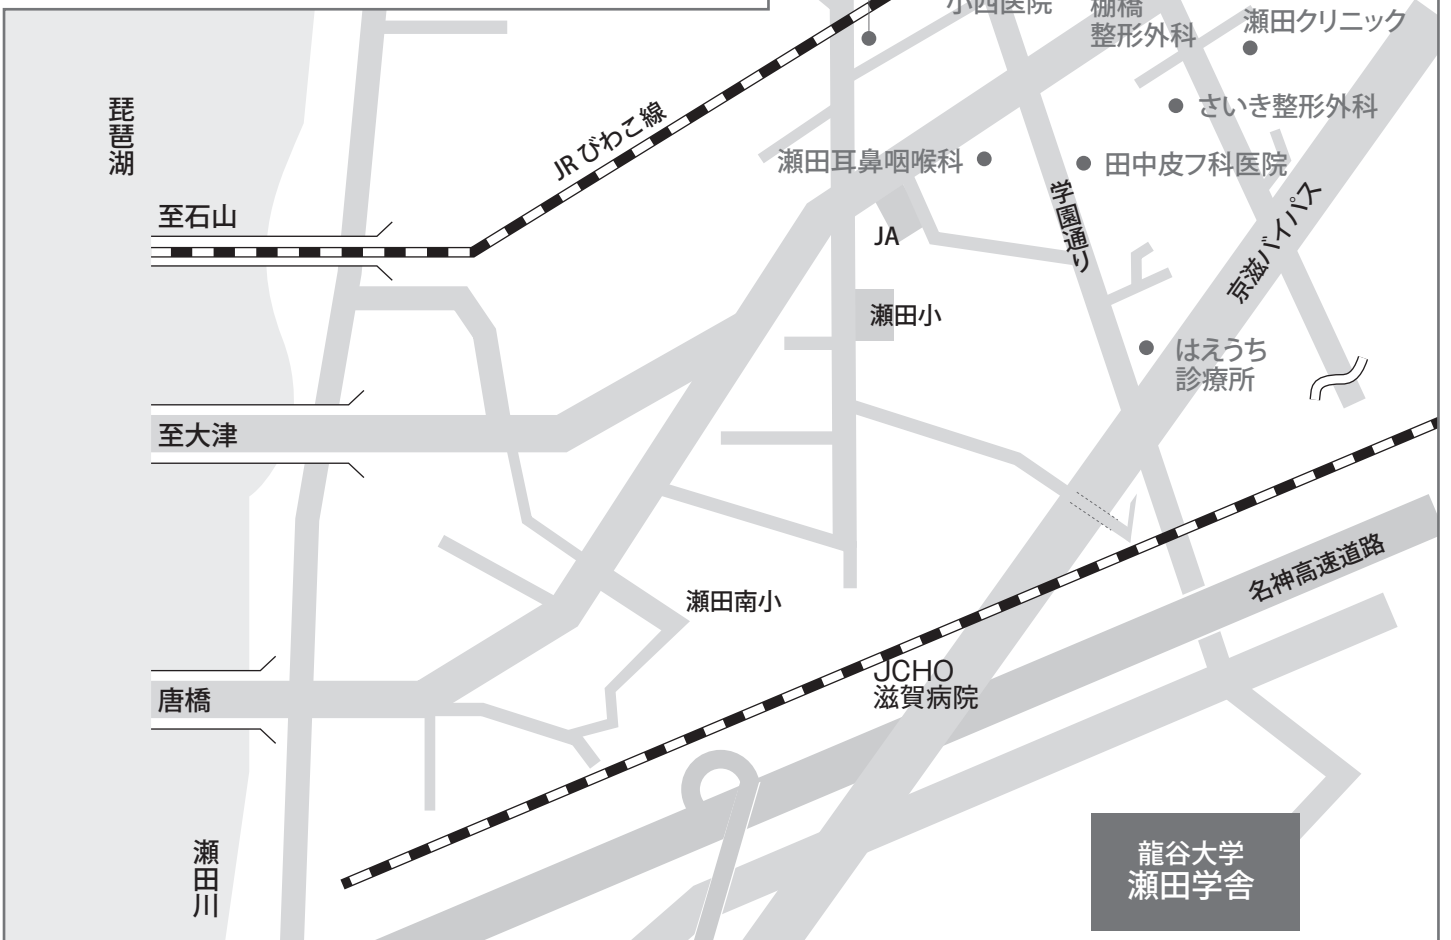 小西医院
棚橋
整形外科
瀬田クリニック
さいき整形外科
琵琶湖
JRびわこ線
瀬田耳鼻咽喉科
田中皮フ科医院
至石山
学園通り
JA
京滋バイパス
瀬田小
はえうち
診療所
至大津
名神高速道路
瀬田南小
JCHO
滋賀病院
唐橋
瀬田川
龍谷大学
瀬田学舎